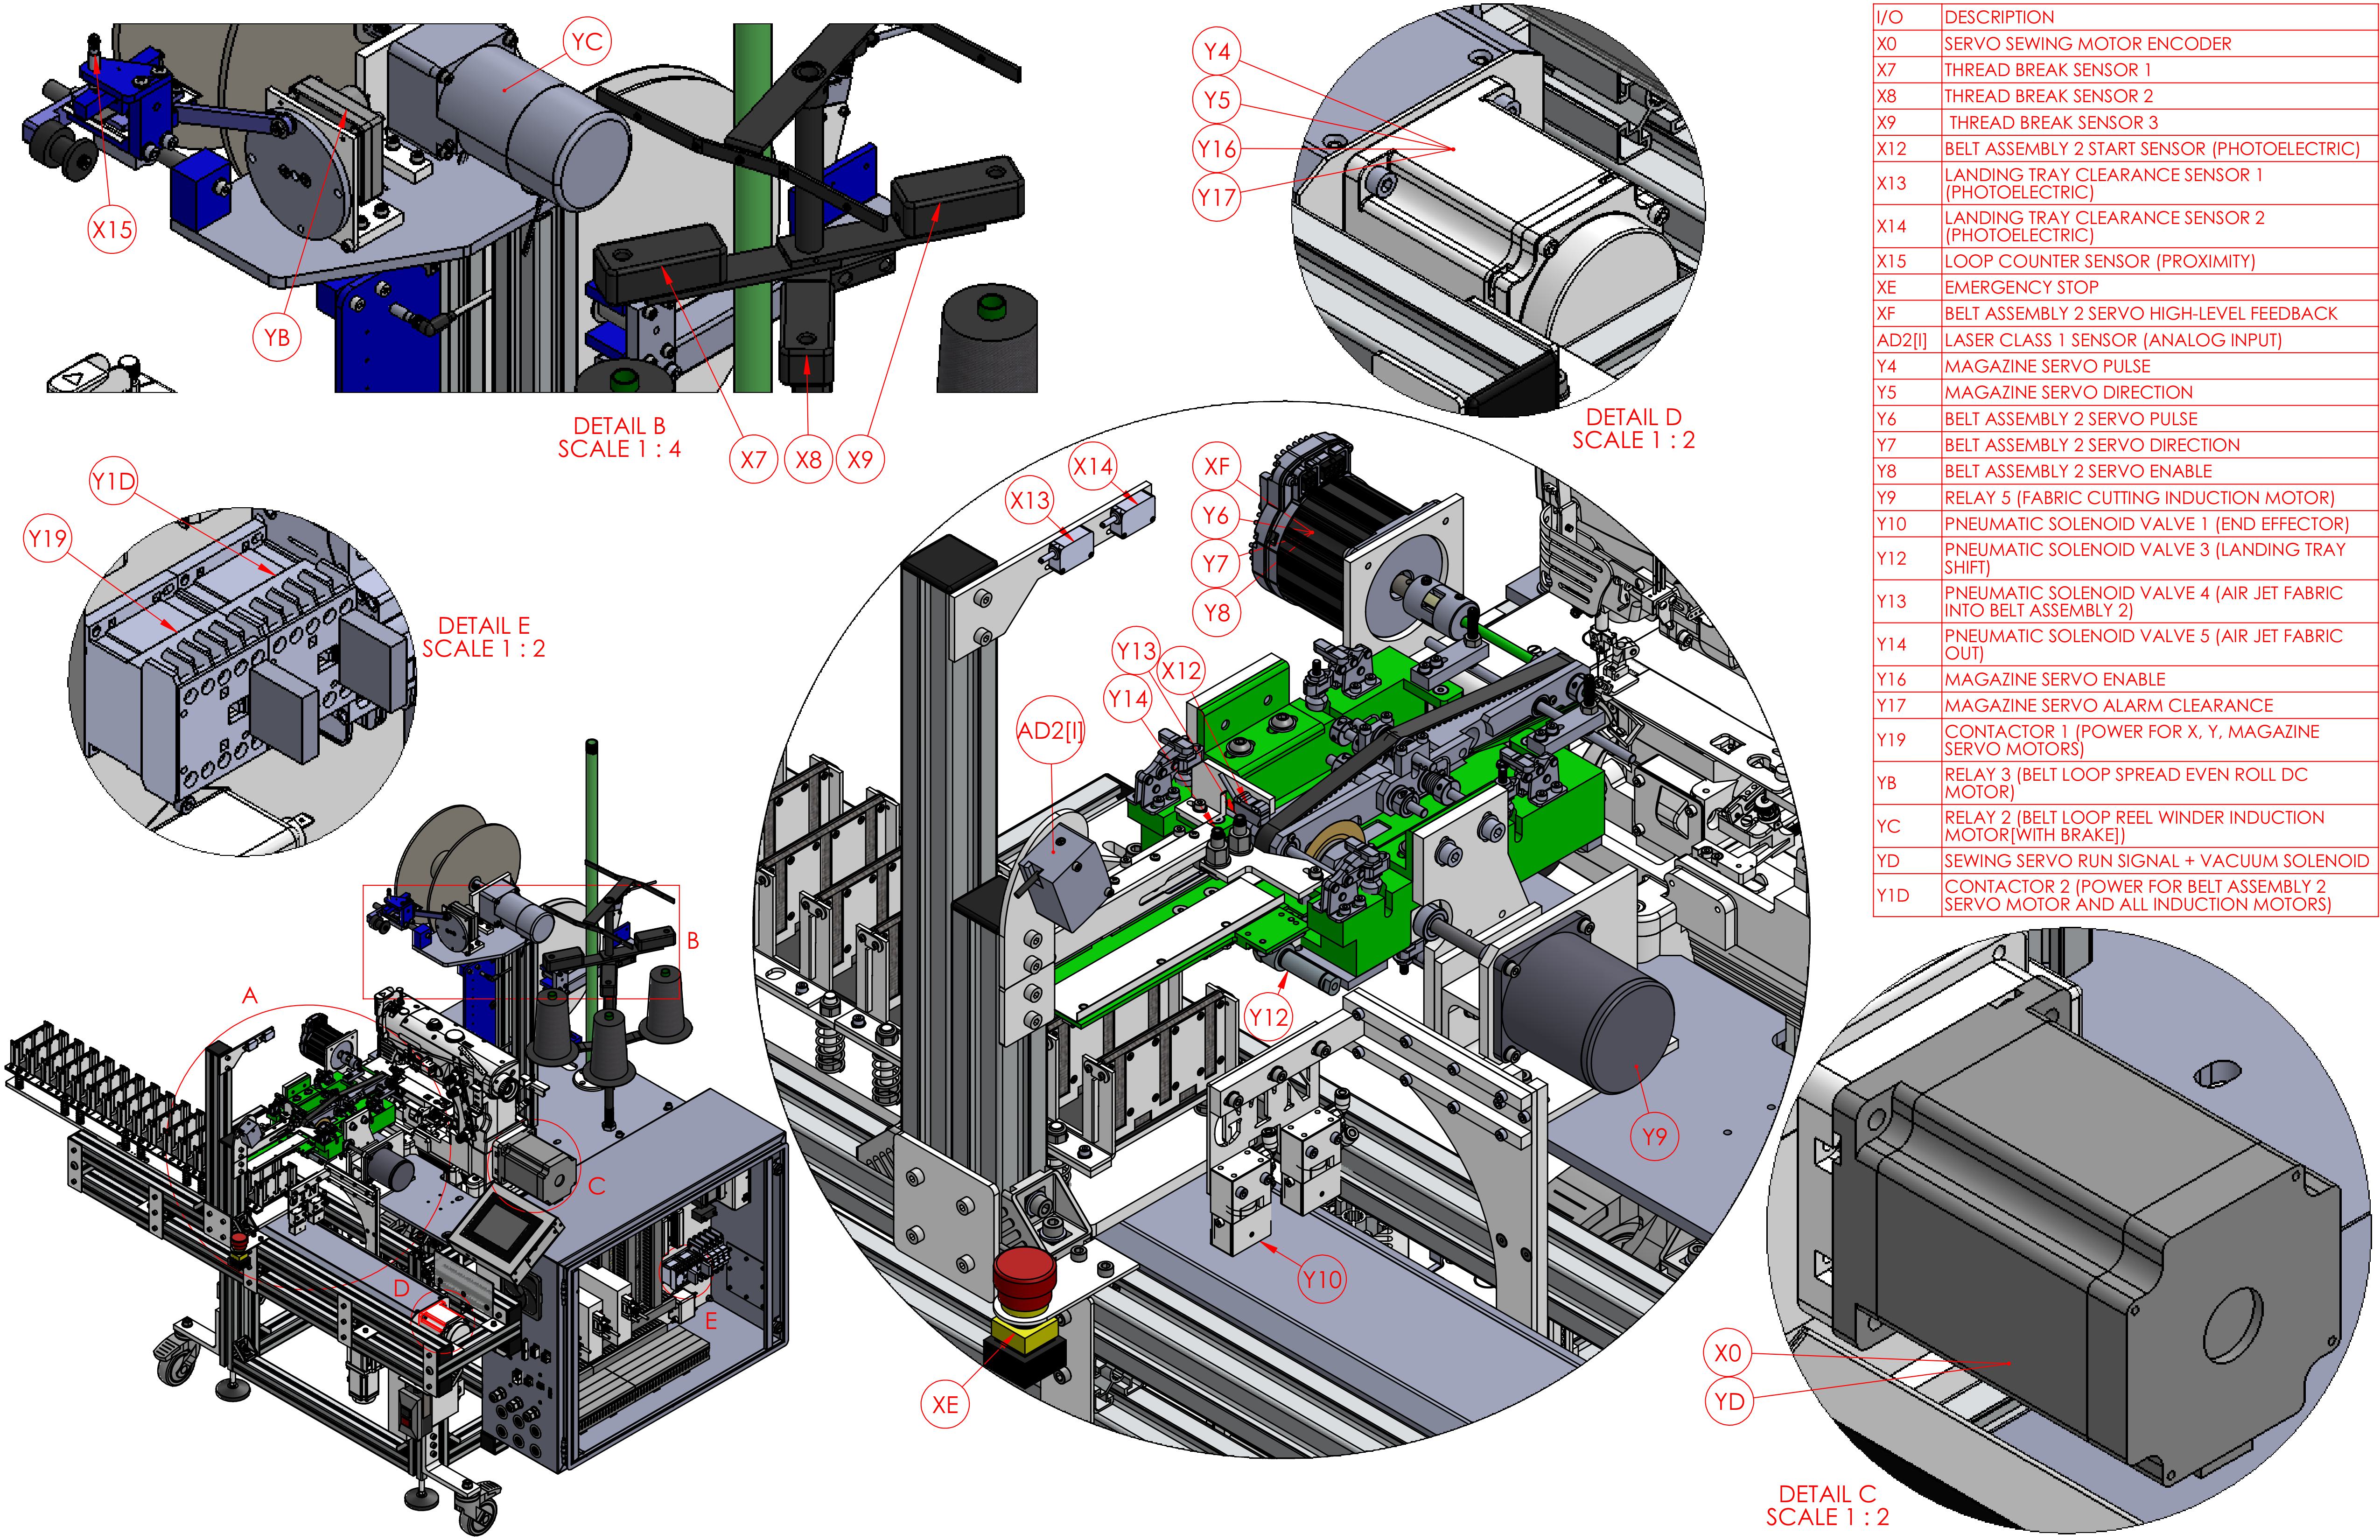 YC
X15
YB
DETAIL B
SCALE 1 : 4
X7
X8
X9
Y4
Y5
Y16
Y17
DETAIL D
SCALE 1 : 2
Y1D
Y19
DETAIL E
SCALE 1 : 2
X14
X13
XF
Y6
Y7
Y8
Y13
X12
Y14
AD2[I]
Y12
Y9
Y10
XE
A
B
C
D
E
X0
YD
DETAIL C
SCALE 1 : 2
I/O DESCRIPTION
X0 SERVO SEWING MOTOR ENCODER
X7 THREAD BREAK SENSOR 1
X8 THREAD BREAK SENSOR 2
X9 THREAD BREAK SENSOR 3
X12 BELT ASSEMBLY 2 START SENSOR (PHOTOELECTRIC)
X13 LANDING TRAY CLEARANCE SENSOR 1
(PHOTOELECTRIC)
X14 LANDING TRAY CLEARANCE SENSOR 2
(PHOTOELECTRIC)
X15 LOOP COUNTER SENSOR (PROXIMITY)
XE EMERGENCY STOP
XF BELT ASSEMBLY 2 SERVO HIGH-LEVEL FEEDBACK
AD2[I] LASER CLASS 1 SENSOR (ANALOG INPUT)
Y4 MAGAZINE SERVO PULSE
Y5 MAGAZINE SERVO DIRECTION
Y6 BELT ASSEMBLY 2 SERVO PULSE
Y7 BELT ASSEMBLY 2 SERVO DIRECTION
Y8 BELT ASSEMBLY 2 SERVO ENABLE
Y9 RELAY 5 (FABRIC CUTTING INDUCTION MOTOR)
Y10 PNEUMATIC SOLENOID VALVE 1 (END EFFECTOR)
Y12 PNEUMATIC SOLENOID VALVE 3 (LANDING TRAY
SHIFT)
Y13 PNEUMATIC SOLENOID VALVE 4 (AIR JET FABRIC
INTO BELT ASSEMBLY 2)
Y14 PNEUMATIC SOLENOID VALVE 5 (AIR JET FABRIC
OUT)
Y16 MAGAZINE SERVO ENABLE
Y17 MAGAZINE SERVO ALARM CLEARANCE
Y19 CONTACTOR 1 (POWER FOR X, Y, MAGAZINE
SERVO MOTORS)
YB RELAY 3 (BELT LOOP SPREAD EVEN ROLL DC
MOTOR)
YC RELAY 2 (BELT LOOP REEL WINDER INDUCTION
MOTOR[WITH BRAKE])
YD SEWING SERVO RUN SIGNAL + VACUUM SOLENOID
Y1D CONTACTOR 2 (POWER FOR BELT ASSEMBLY 2
SERVO MOTOR AND ALL INDUCTION MOTORS)